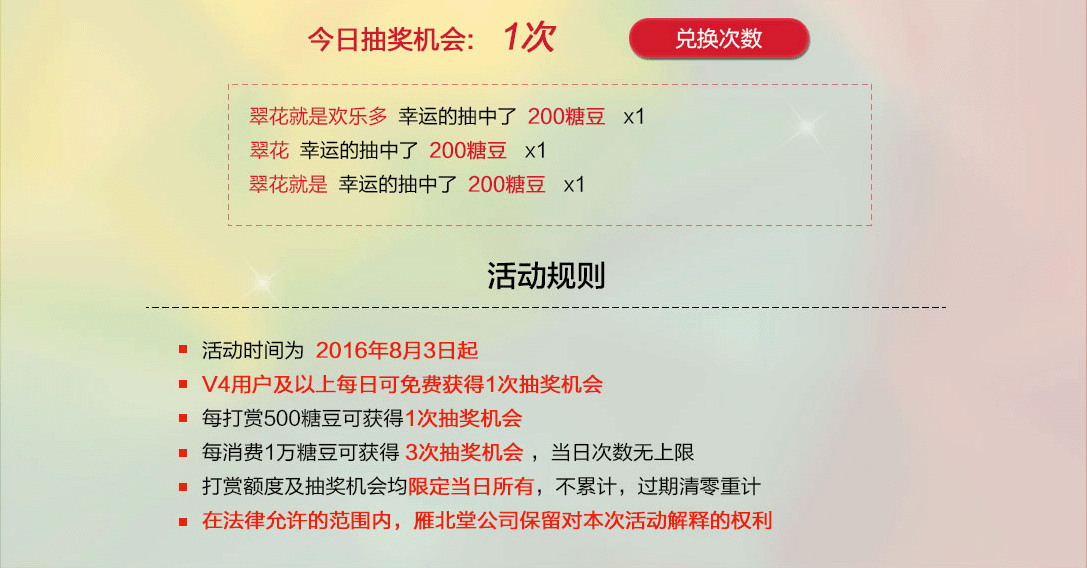 今日抽奖机会: 1次 兑换次数
翠花就是欢乐多 幸运的抽中了 200糖豆 x1
翠花 幸运的抽中了 200糖豆 x1
翠花就是 幸运的抽中了 200糖豆 x1
活动规则
活动时间为 2016年8月3日起
V4用户及以上每日可免费获得1次抽奖机会
每打赏500糖豆可获得1次抽奖机会
每消费1万糖豆可获得 3次抽奖机会 ，当日次数无上限
打赏额度及抽奖机会均限定当日所有，不累计，过期清零重计
在法律允许的范围内，雁北堂公司保留对本次活动解释的权利